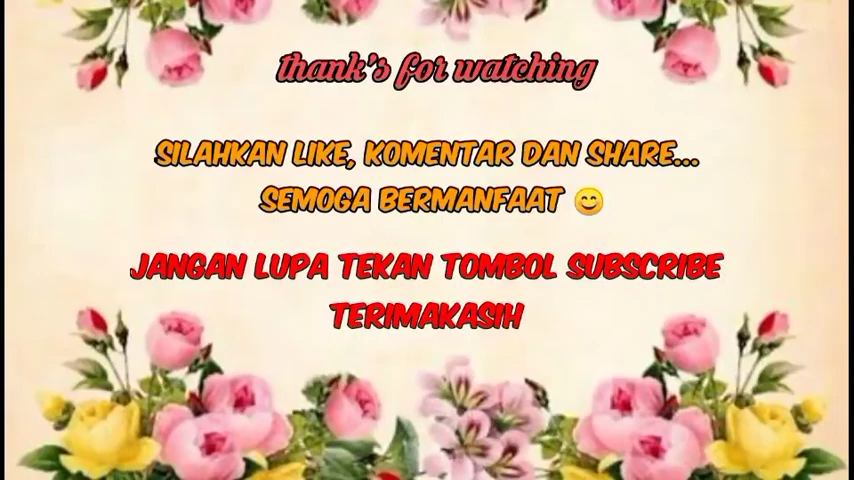 thank's for watching
SILAHKAN LIKE, KOMENTAR DAN SHARE...
SEMOGA BERMANFAAT 😊
JANGAN LUPA TEKAN TOMBOL SUBSCRIBE
TERIMAKASIH